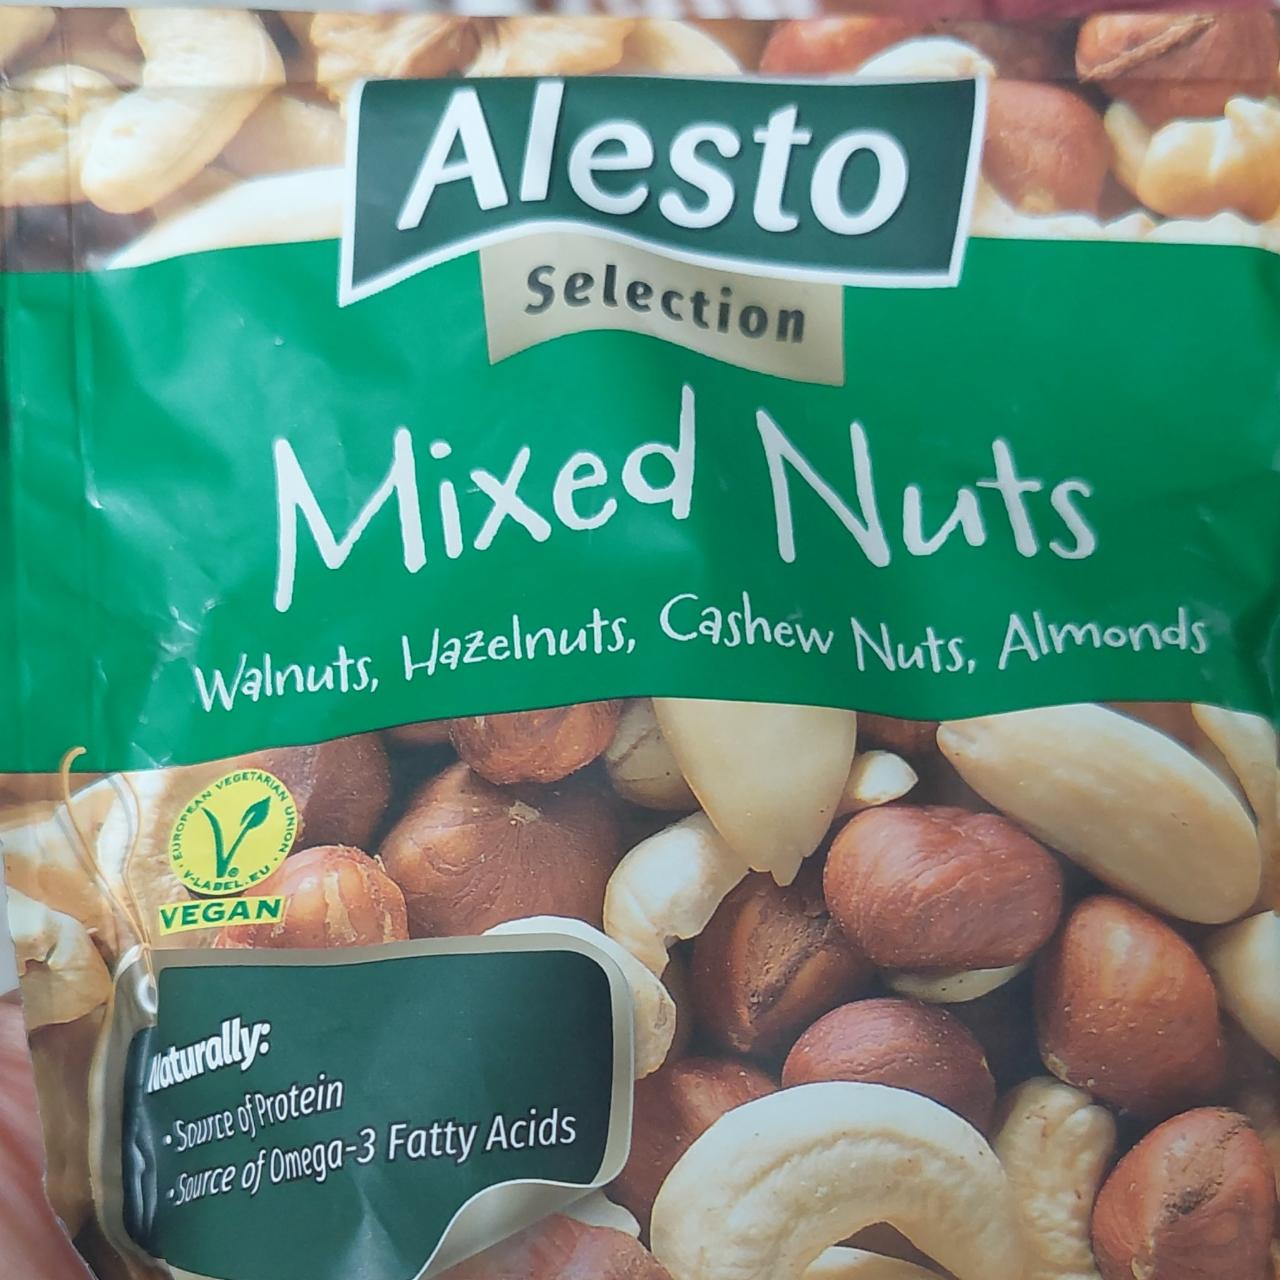 Alesto
Selection
Mixed Nuts
Walnuts, Hazelnuts, Cashew Nuts, Almonds
EUROPEAN VEGETARIAN UNION
V-LABEL.EU
VEGAN
Naturally:
• Source of Protein
• Source of Omega-3 Fatty Acids